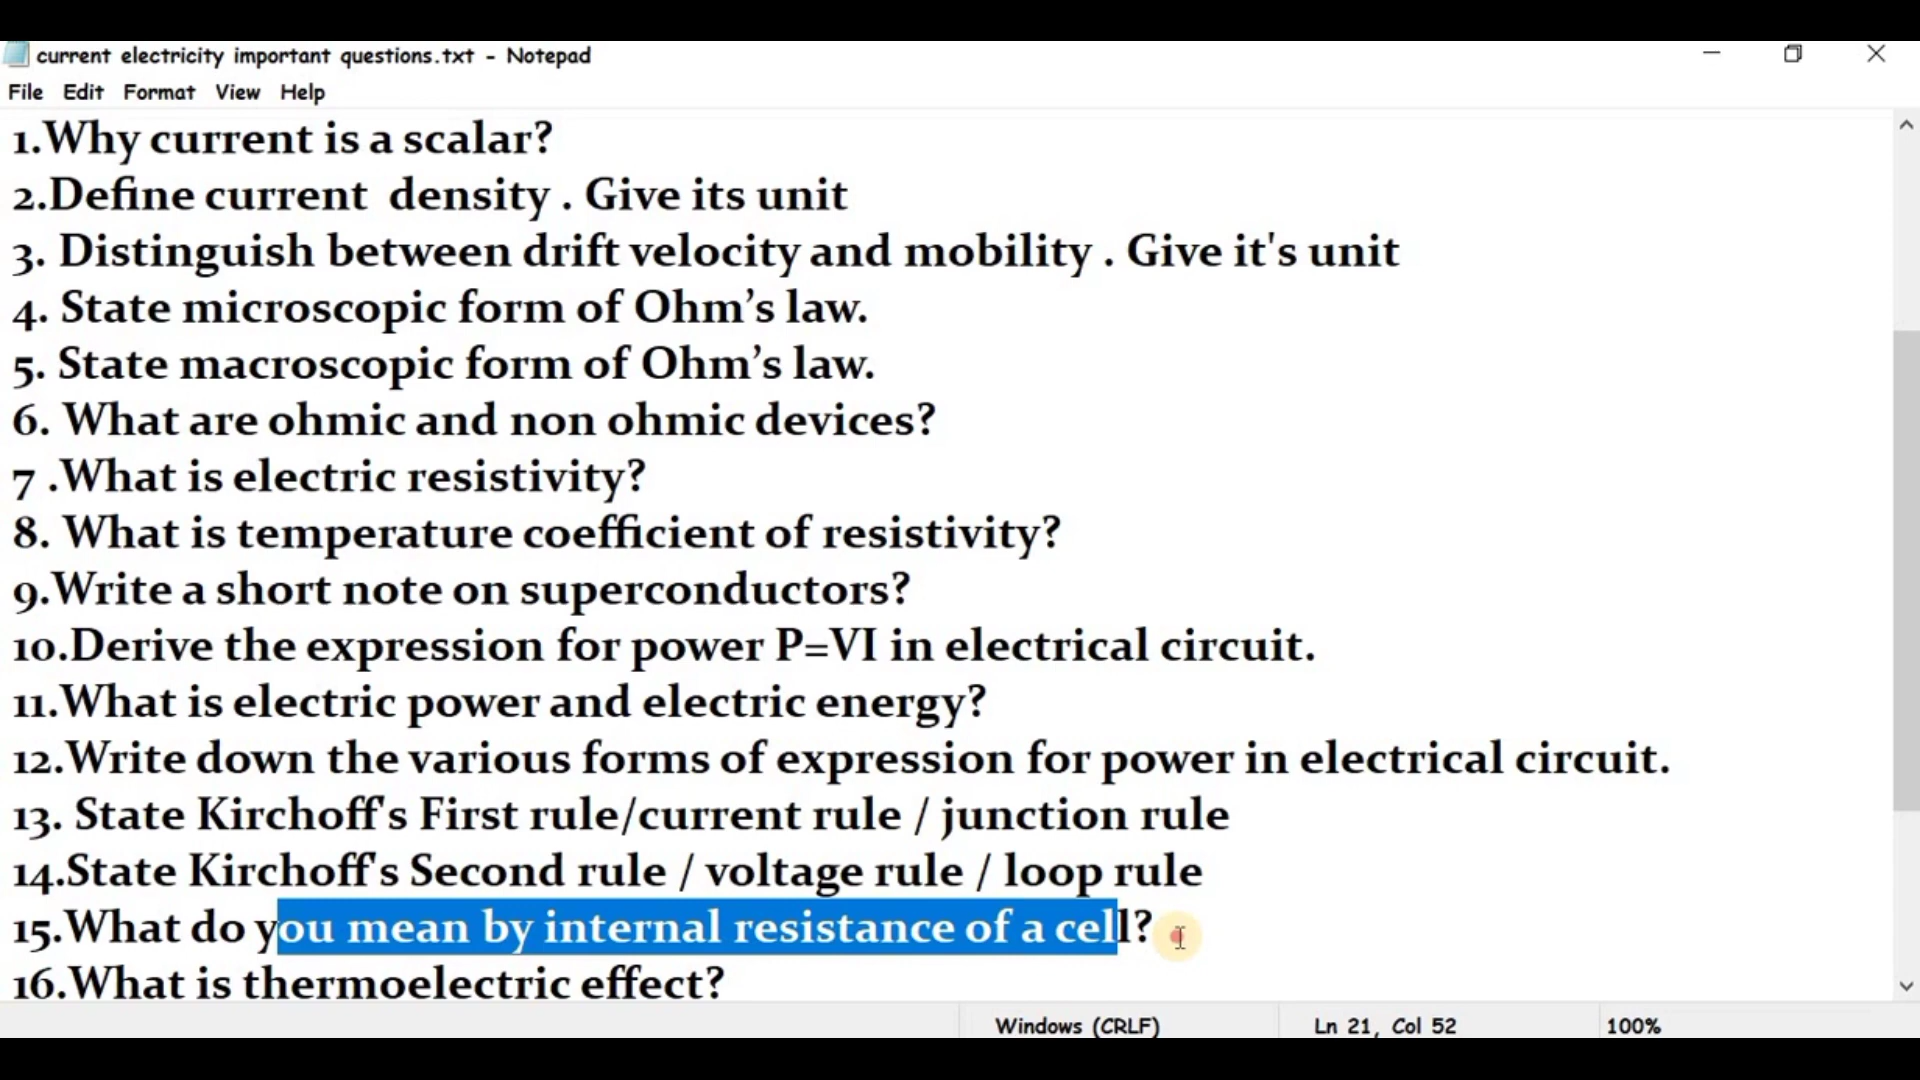 current electricity important questions.txt - Notepad
File Edit Format View Help
1.Why current is a scalar?
2.Define current  density . Give its unit
3. Distinguish between drift velocity and mobility . Give it's unit
4. State microscopic form of Ohm’s law.
5. State macroscopic form of Ohm’s law.
6. What are ohmic and non ohmic devices?
7 .What is electric resistivity?
8. What is temperature coefficient of resistivity?
9.Write a short note on superconductors?
10.Derive the expression for power P=VI in electrical circuit.
11.What is electric power and electric energy?
12.Write down the various forms of expression for power in electrical circuit.
13. State Kirchoff's First rule/current rule / junction rule
14.State Kirchoff's Second rule / voltage rule / loop rule
15.What do you mean by internal resistance of a cell?
16.What is thermoelectric effect?
Windows (CRLF) Ln 21, Col 52 100%